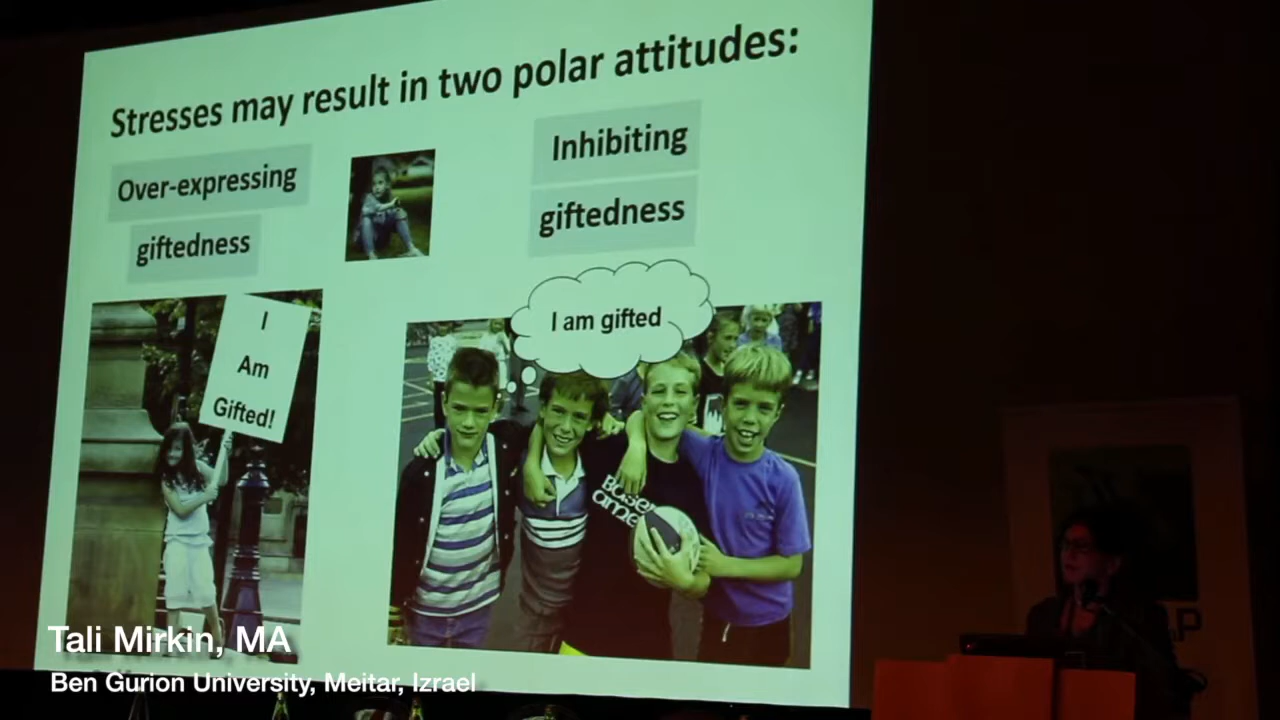 Stresses may result in two polar attitudes:
Over-expressing
giftedness
Inhibiting
giftedness
I
Am
Gifted!
I am gifted
Tali Mirkin, MA
Ben Gurion University, Meitar, Izrael